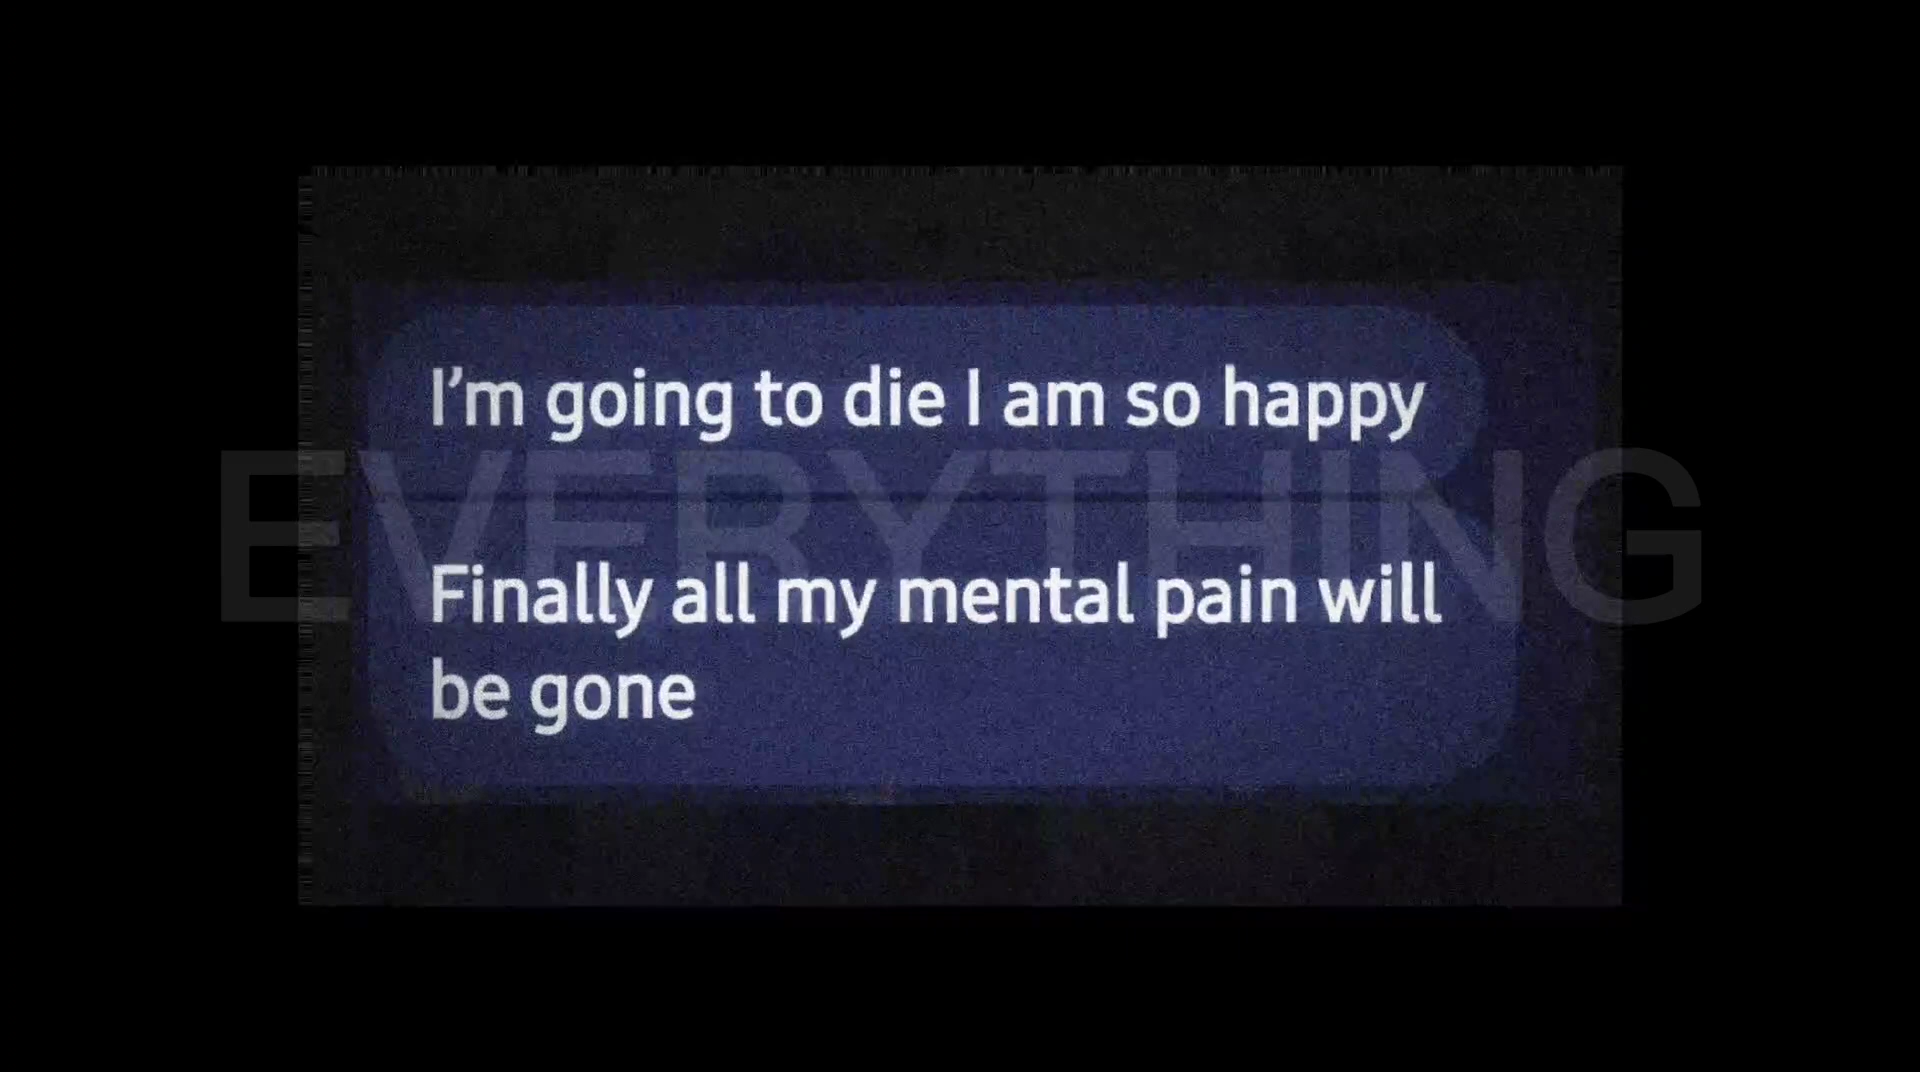 I'm going to die I am so happy
EVERYTHING
Finally all my mental pain will
be gone